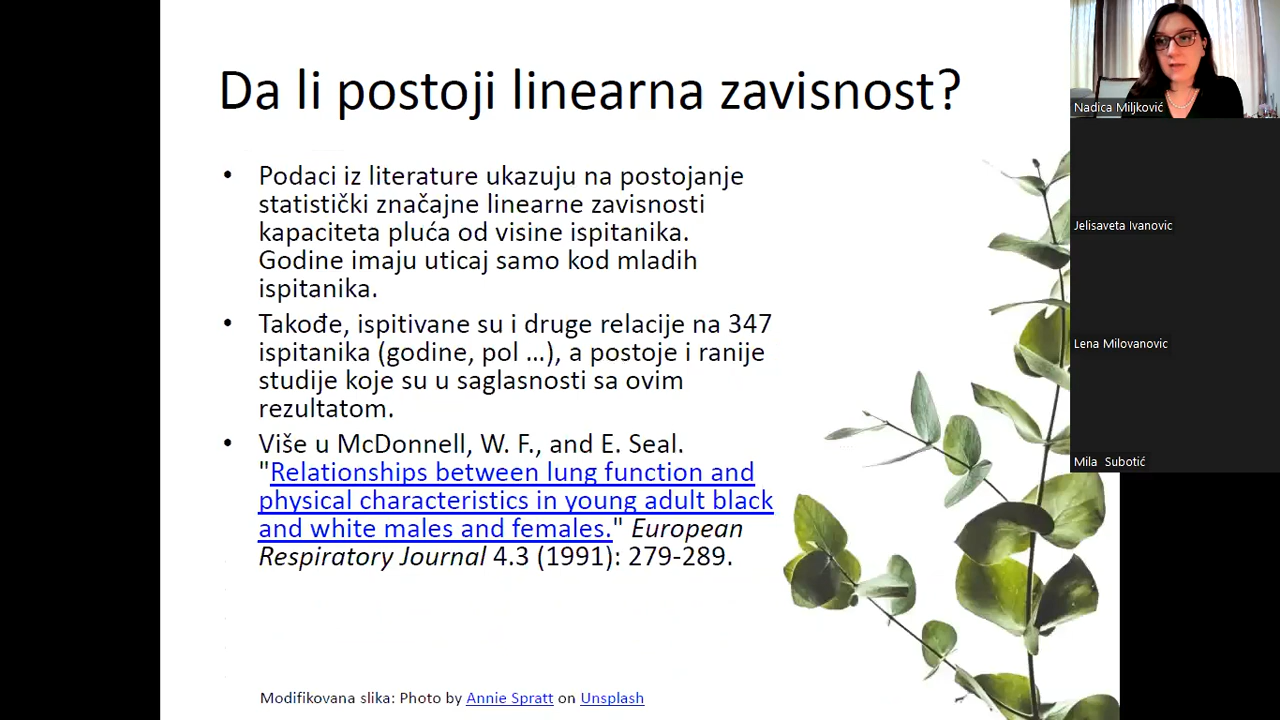 Da li postoji linearna zavisnost?
• Podaci iz literature ukazuju na postojanje
statistički značajne linearne zavisnosti
kapaciteta pluća od visine ispitanika.
Godine imaju uticaj samo kod mladih
ispitanika.
• Takođe, ispitivane su i druge relacije na 347
ispitanika (godine, pol …), a postoje i ranije
studije koje su u saglasnosti sa ovim
rezultatom.
• Više u McDonnell, W. F., and E. Seal.
"Relationships between lung function and
physical characteristics in young adult black
and white males and females." European
Respiratory Journal 4.3 (1991): 279-289.
Modifikovana slika: Photo by Annie Spratt on Unsplash
Nadica Miljković
Jelisaveta Ivanovic
Lena Milovanovic
Mila Subotić